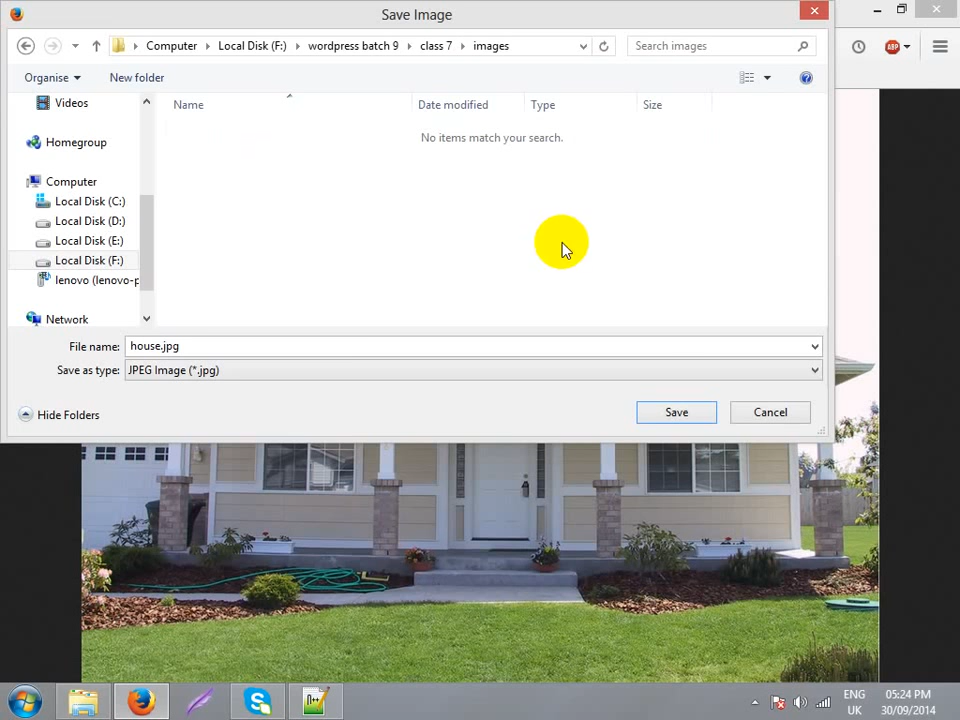 Save Image
Computer Local Disk (F:) wordpress batch 9 class 7 images
Search images
Organise New folder
Name Date modified Type Size
No items match your search.
Videos
Homegroup
Computer
Local Disk (C:)
Local Disk (D:)
Local Disk (E:)
Local Disk (F:)
lenovo (lenovo-p
Network
File name: house.jpg
Save as type: JPEG Image (*.jpg)
Hide Folders
Save Cancel
ABP
ENG 05:24 PM
UK 30/09/2014